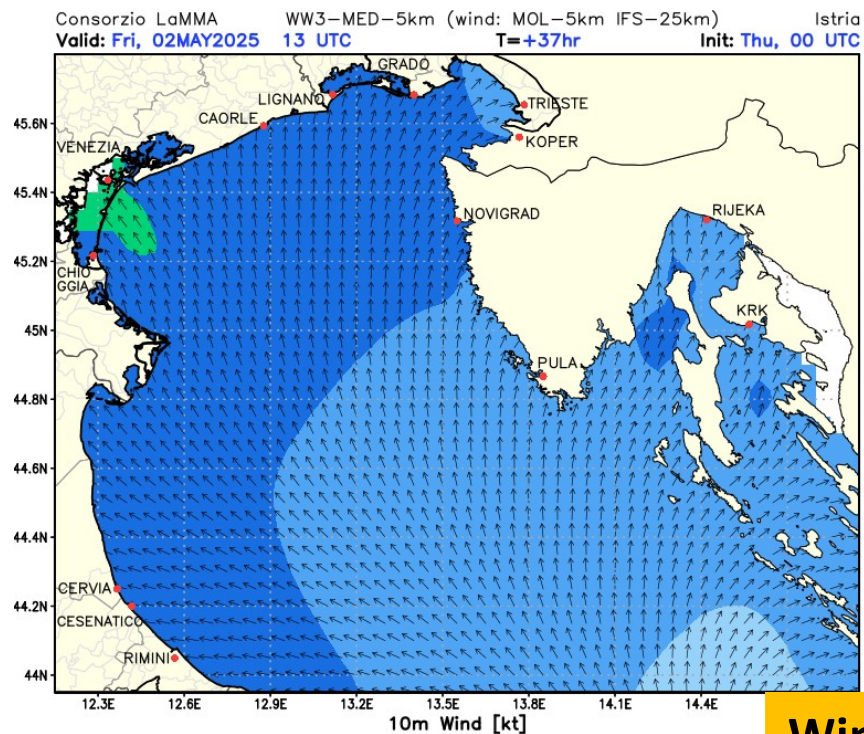 Consorzio LaMMA WW3-MED-5km (wind: MOL-5km IFS-25km) Istria
Valid: Fri, 02MAY2025 13 UTC T=+37hr Init: Thu, 00 UTC
GRADO
LIGNANO
TRIESTE
CAORLE
45.6N
KOPER
VENEZIA
45.4N
NOVIGRAD
RIJEKA
45.2N
CHIO
GGIA
KRK
45N
PULA
44.8N
44.6N
44.4N
CERVIA
44.2N
CESENATICO
RIMINI
44N
12.3E 12.6E 12.9E 13.2E 13.5E 13.8E 14.1E 14.4E
10m Wind [kt]